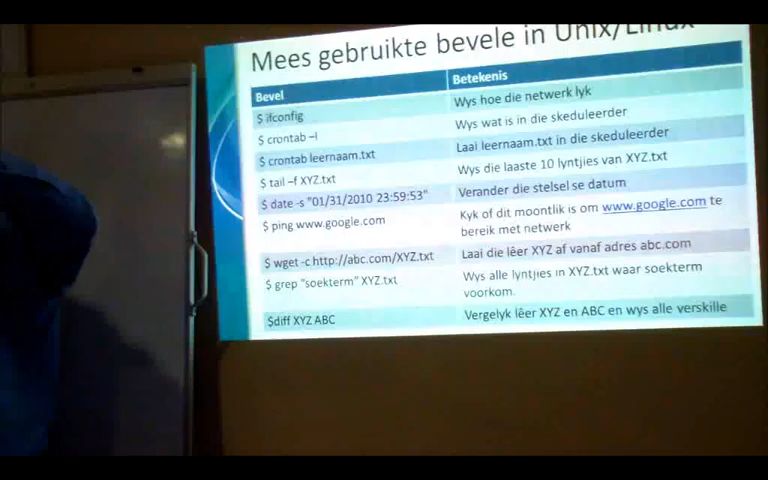 Mees gebruikte bevele in Unix/Linux
Bevel Betekenis
$ ifconfig Wys hoe die netwerk lyk
$ crontab –l Wys wat is in die skeduleerder
$ crontab leernaam.txt Laai leernaam.txt in die skeduleerder
$ tail –f XYZ.txt Wys die laaste 10 lyntjies van XYZ.txt
$ date -s "01/31/2010 23:59:53" Verander die stelsel se datum
$ ping www.google.com Kyk of dit moontlik is om www.google.com te
bereik met netwerk
$ wget -c http://abc.com/XYZ.txt Laai die lêer XYZ af vanaf adres abc.com
$ grep "soekterm" XYZ.txt Wys alle lyntjies in XYZ.txt waar soekterm
voorkom.
$diff XYZ ABC Vergelyk lêer XYZ en ABC en wys alle verskille